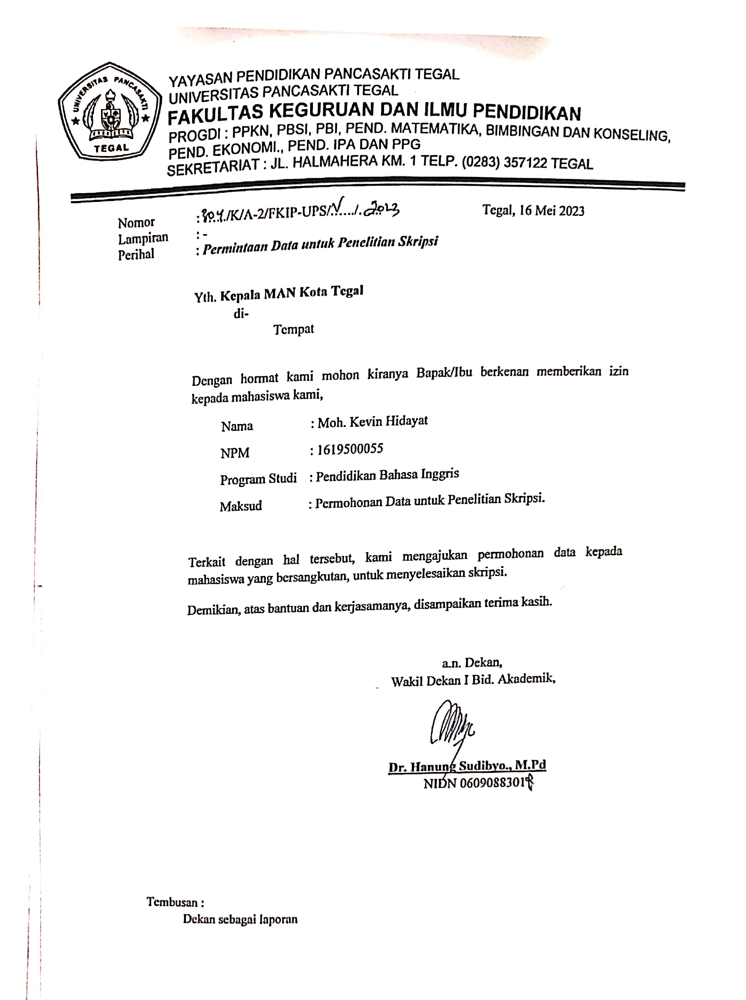 UNIVERSITAS PANCASAKTI
TEGAL
YAYASAN PENDIDIKAN PANCASAKTI TEGAL
UNIVERSITAS PANCASAKTI TEGAL
FAKULTAS KEGURUAN DAN ILMU PENDIDIKAN
PROGDI : PPKN, PBSI, PBI, PEND. MATEMATIKA, BIMBINGAN DAN KONSELING,
PEND. EKONOMI., PEND. IPA DAN PPG
SEKRETARIAT : JL. HALMAHERA KM. 1 TELP. (0283) 357122 TEGAL
Nomor : /K/A-2/FKIP-UPS/V..../.2023 Tegal, 16 Mei 2023
Lampiran : -
Perihal : Permintaan Data untuk Penelitian Skripsi
Yth. Kepala MAN Kota Tegal
di-
Tempat
Dengan hormat kami mohon kiranya Bapak/Ibu berkenan memberikan izin
kepada mahasiswa kami,
Nama : Moh. Kevin Hidayat
NPM : 1619500055
Program Studi : Pendidikan Bahasa Inggris
Maksud : Permohonan Data untuk Penelitian Skripsi.
Terkait dengan hal tersebut, kami mengajukan permohonan data kepada
mahasiswa yang bersangkutan, untuk menyelesaikan skripsi.
Demikian, atas bantuan dan kerjasamanya, disampaikan terima kasih.
a.n. Dekan,
Wakil Dekan I Bid. Akademik,
Dr. Hanung Sudibyo., M.Pd
NIDN 0609088301
Tembusan :
Dekan sebagai laporan